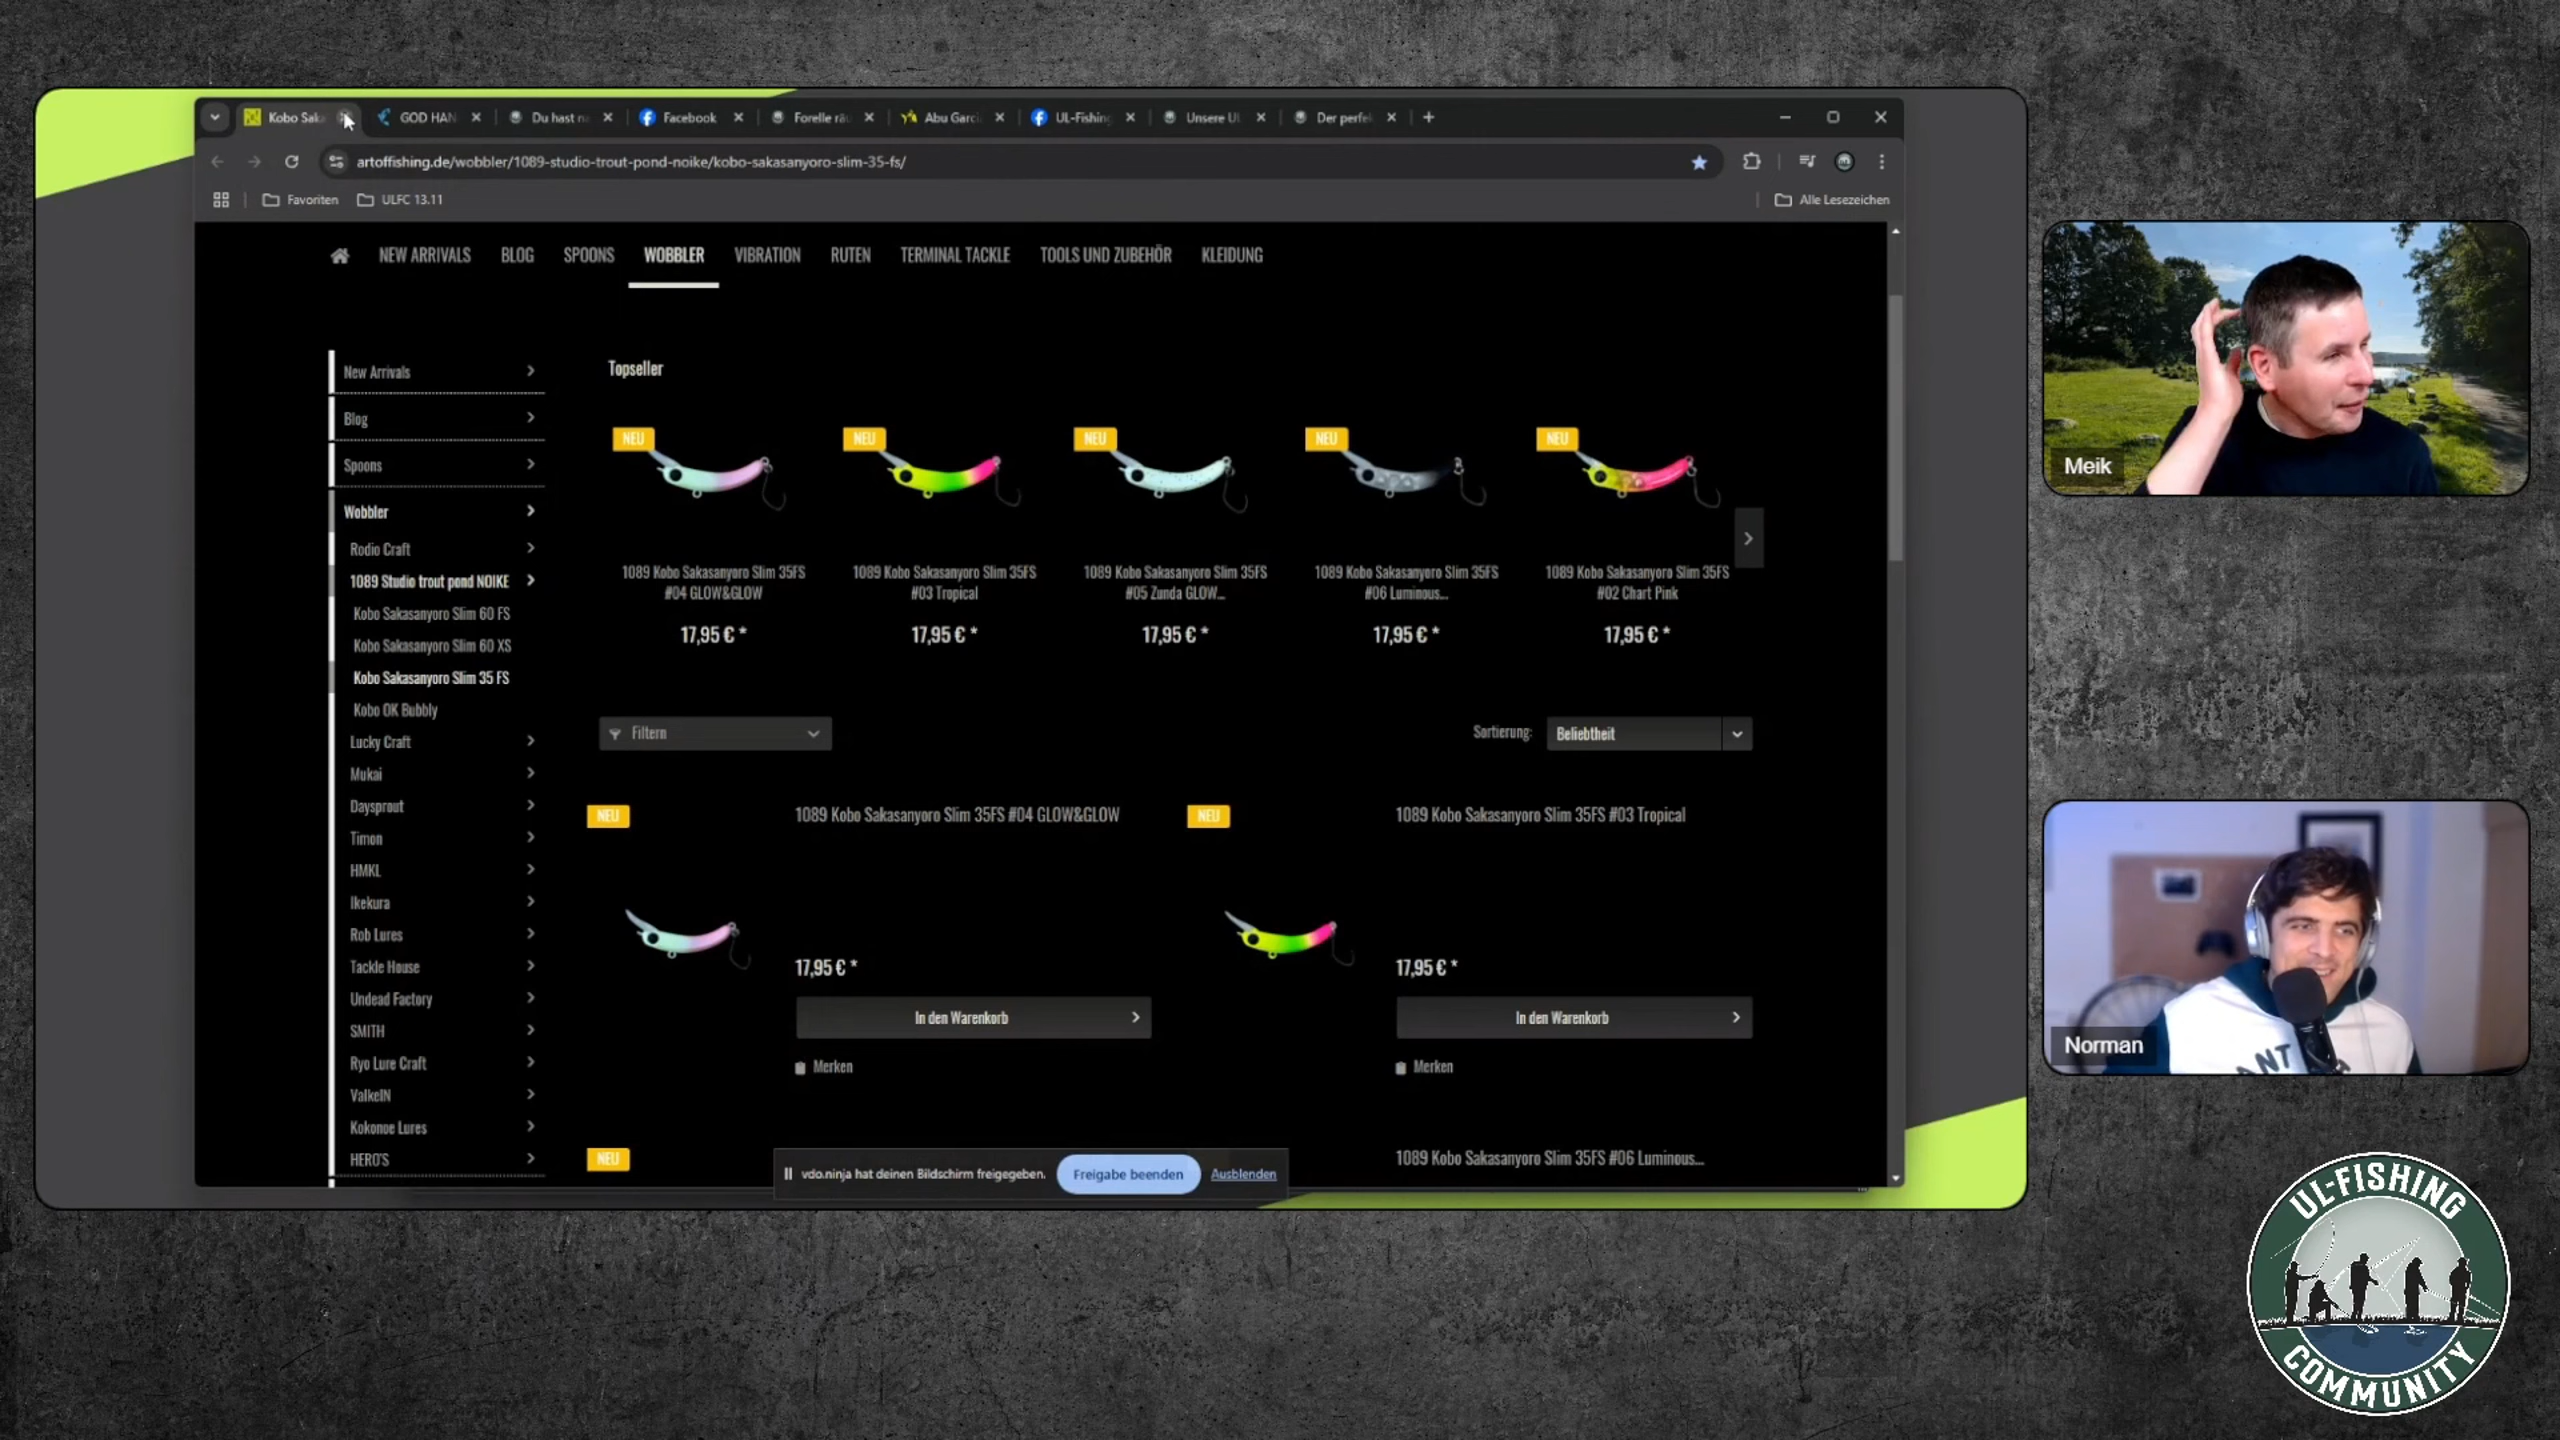 Kobo Saka
GOD HAN
Du hast n
Facebook
Forelle rä
Abu Garci
UL-Fishing
Unsere UL
Der perfe
artoffishing.de/wobbler/1089-studio-trout-pond-noike/kobo-sakasanyoro-slim-35-fs/
Favoriten
ULFC 13.11
Alle Lesezeichen
NEW ARRIVALS
BLOG
SPOONS
WOBBLER
VIBRATION
RUTEN
TERMINAL TACKLE
TOOLS UND ZUBEHÖR
KLEIDUNG
New Arrivals
Blog
Spoons
Wobbler
Rodio Craft
1089 Studio trout pond NOIKE
Kobo Sakasanyoro Slim 60 FS
Kobo Sakasanyoro Slim 60 XS
Kobo Sakasanyoro Slim 35 FS
Kobo OK Bubbly
Lucky Craft
Mukai
Daysprout
Timon
HMKL
Ikekura
Rob Lures
Tackle House
Undead Factory
SMITH
Ryo Lure Craft
ValkeIN
Kokonoe Lures
HERO'S
Topseller
NEU
1089 Kobo Sakasanyoro Slim 35FS
#04 GLOW&GLOW
17,95 € *
NEU
1089 Kobo Sakasanyoro Slim 35FS
#03 Tropical
17,95 € *
NEU
1089 Kobo Sakasanyoro Slim 35FS
#05 Zunda GLOW...
17,95 € *
NEU
1089 Kobo Sakasanyoro Slim 35FS
#06 Luminous...
17,95 € *
NEU
1089 Kobo Sakasanyoro Slim 35FS
#02 Chart Pink
17,95 € *
Filtern
Sortierung:
Beliebtheit
NEU
1089 Kobo Sakasanyoro Slim 35FS #04 GLOW&GLOW
17,95 € *
In den Warenkorb
Merken
NEU
1089 Kobo Sakasanyoro Slim 35FS #03 Tropical
17,95 € *
In den Warenkorb
Merken
NEU
1089 Kobo Sakasanyoro Slim 35FS #06 Luminous...
vdo.ninja hat deinen Bildschirm freigegeben.
Freigabe beenden
Ausblenden
Meik
Norman
UL-FISHING
COMMUNITY